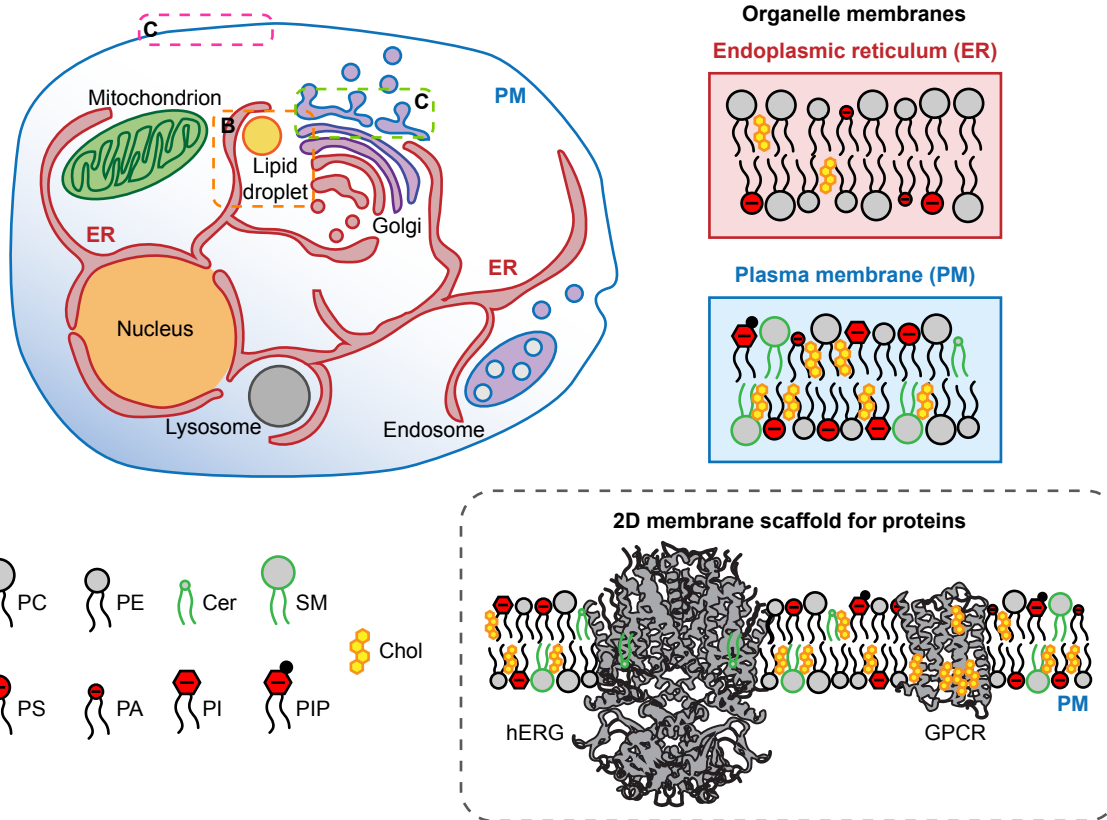 Organelle membranes
Endoplasmic reticulum (ER)
C
PM
Mitochondrion
C
B
Lipid
droplet
Golgi
ER
ER
Nucleus
Lysosome
Endosome
Plasma membrane (PM)
2D membrane scaffold for proteins
PC
PE
Cer
SM
Chol
PS
PA
PI
PIP
hERG
GPCR
PM